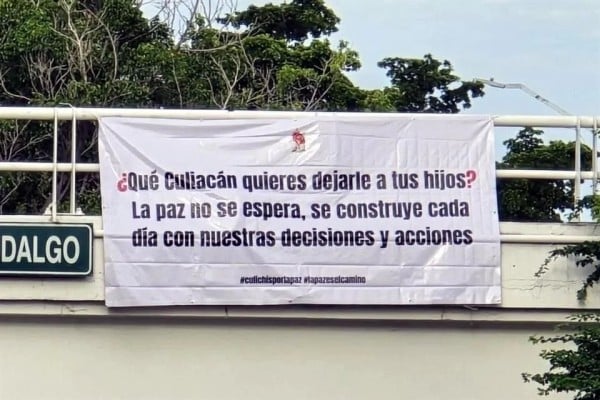 ¿Qué Culiacán quieres dejarle a tus hijos?
La paz no se espera, se construye cada
día con nuestras decisiones y acciones
#culichisporlapaz #lapazeselcamino
DALGO